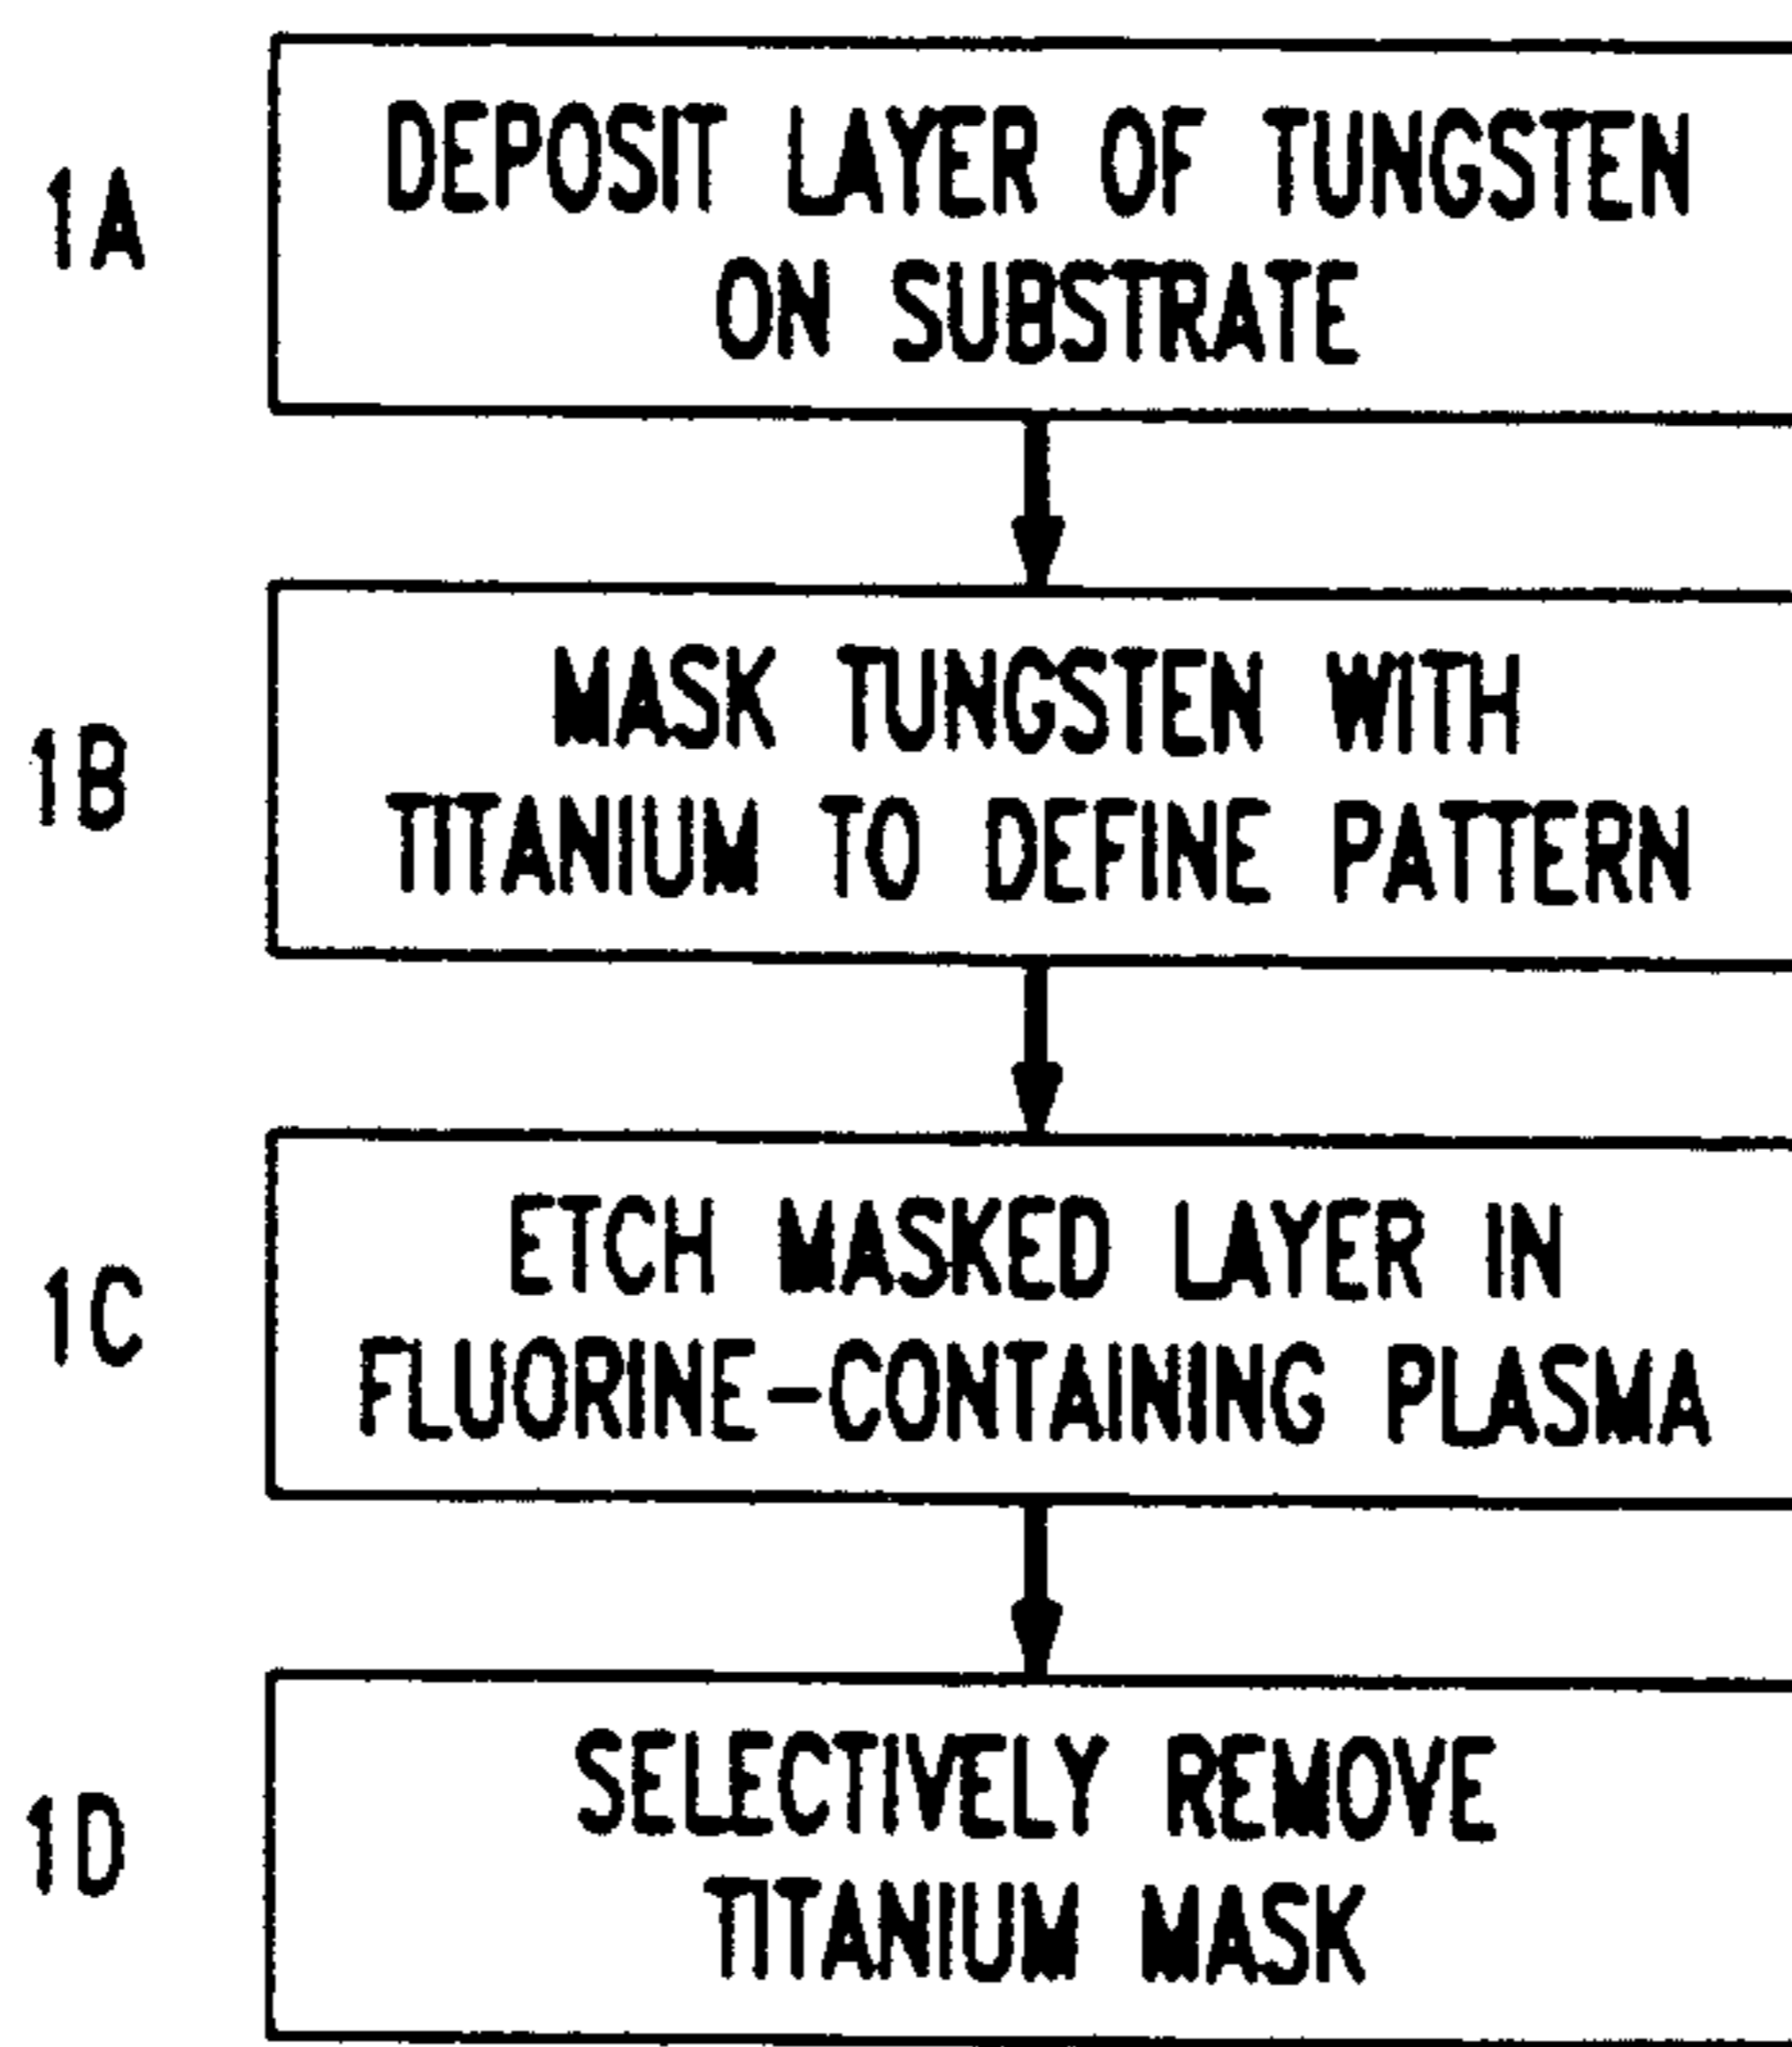 1A
DEPOSIT LAYER OF TUNGSTEN
ON SUBSTRATE
1B
MASK TUNGSTEN WITH
TITANIUM TO DEFINE PATTERN
1C
ETCH MASKED LAYER IN
FLUORINE-CONTAINING PLASMA
1D
SELECTIVELY REMOVE
TITANIUM MASK